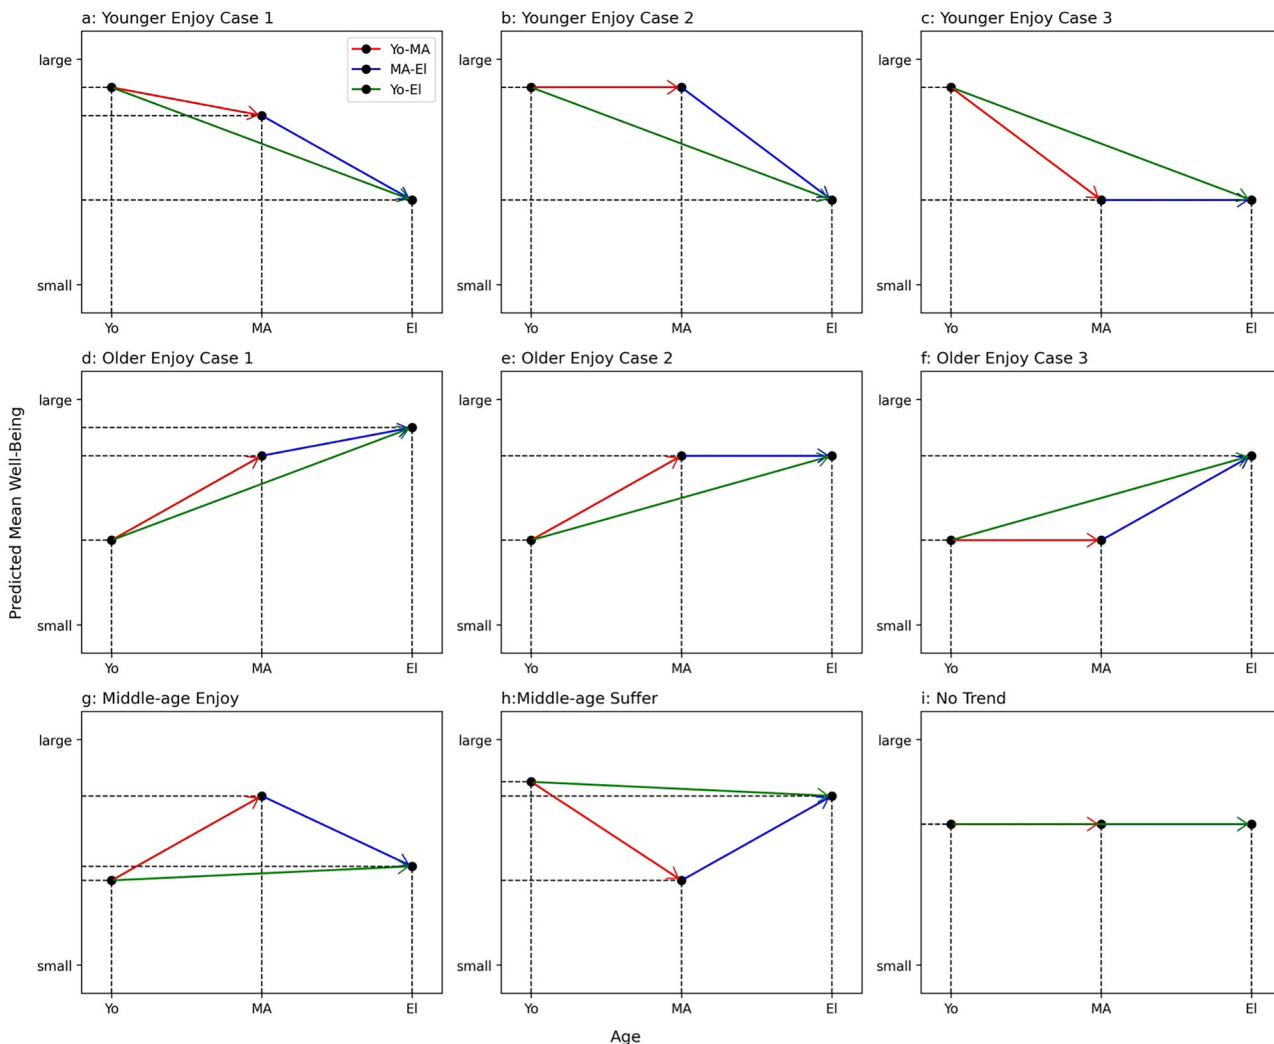 a: Younger Enjoy Case 1
b: Younger Enjoy Case 2
c: Younger Enjoy Case 3
large
small
Yo-MA
MA-El
Yo-El
Yo
MA
El
large
small
Yo
MA
El
large
small
Yo
MA
El
d: Older Enjoy Case 1
e: Older Enjoy Case 2
f: Older Enjoy Case 3
Predicted Mean Well-Being
large
small
Yo
MA
El
large
small
Yo
MA
El
large
small
Yo
MA
El
g: Middle-age Enjoy
h:Middle-age Suffer
i: No Trend
large
small
Yo
MA
El
large
small
Yo
MA
El
large
small
Yo
MA
El
Age